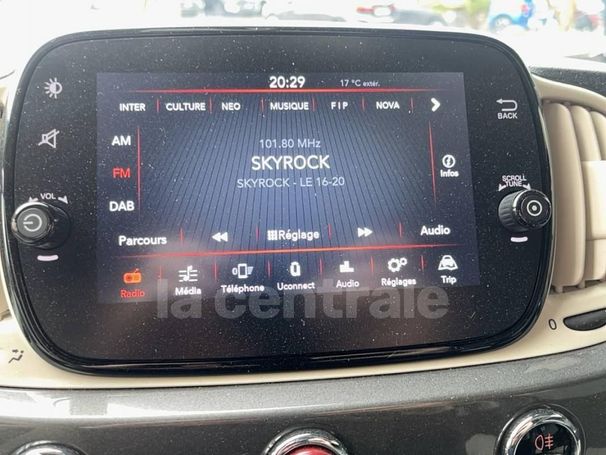 20:29 17 °C extér.
INTER CULTURE NEO MUSIQUE FIP NOVA
BACK
AM
101.80 MHz
FM
SKYROCK
Infos
SKYROCK - LE 16-20
SCROLL
TUNE
VOL
DAB
Parcours Réglage Audio
Radio Média Téléphone Uconnect Audio Réglages Trip
la centrale
0